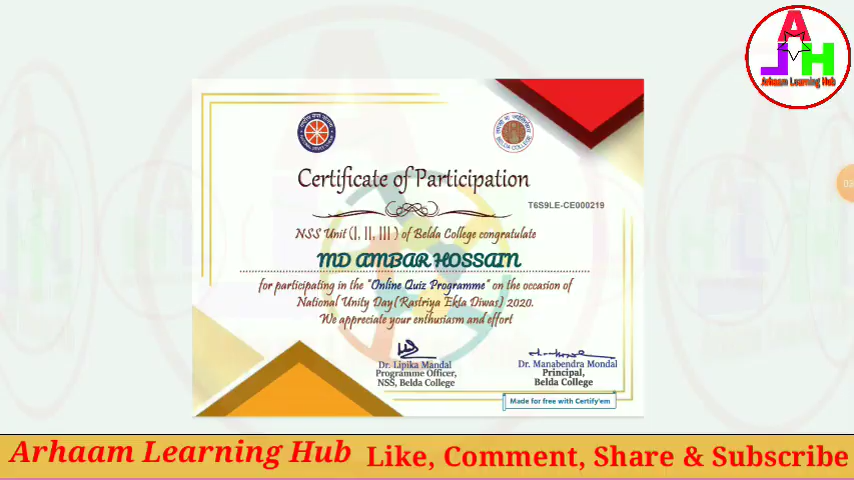 AJH
Arhaam Learning Hub
Certificate of Participation
T6S9LE-CE000219
NSS Unit (I, II, III ) of Belda College congratulate
MD AMBAR HOSSAIN
for participating in the "Online Quiz Programme" on the occasion of
National Unity Day(Rastriya Ekta Diwas) 2020.
We appreciate your enthusiasm and effort
Dr. Lipika Mandal
Programme Officer,
NSS, Belda College
Dr. Manabendra Mondal
Principal,
Belda College
Made for free with Certify'em
Arhaam Learning Hub Like, Comment, Share & Subscribe